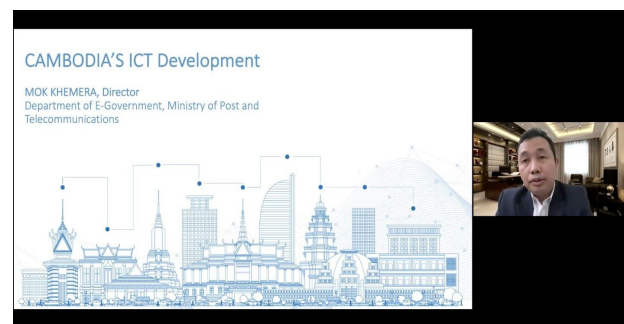 CAMBODIA'S ICT Development
MOK KHEMERA, Director
Department of E-Government, Ministry of Post and
Telecommunications